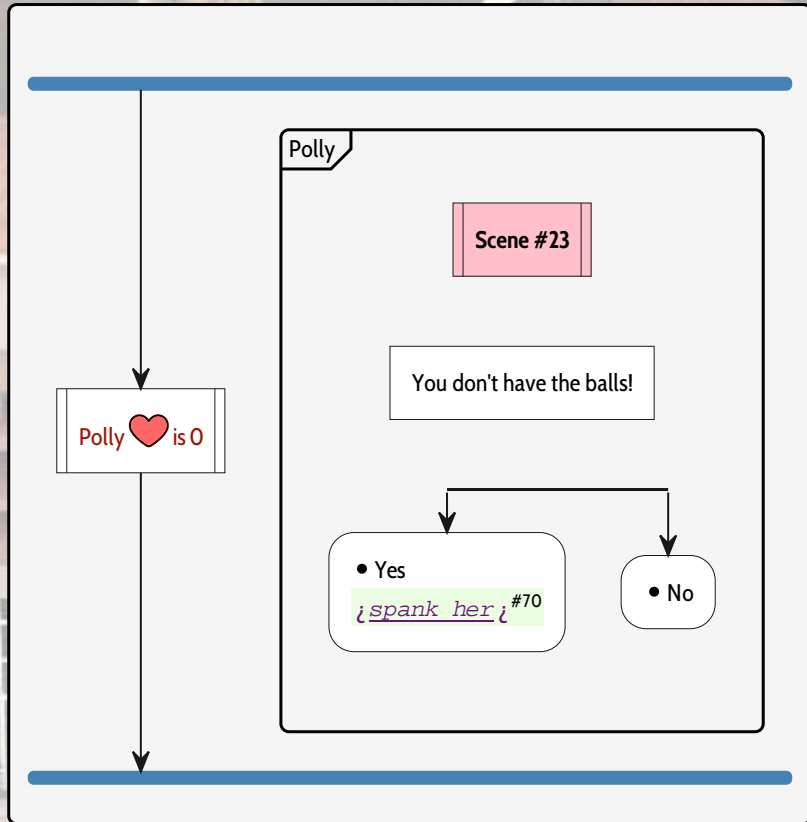 Polly
Scene #23
You don't have the balls!
Polly is 0
• Yes
¿spank her¿#70
• No